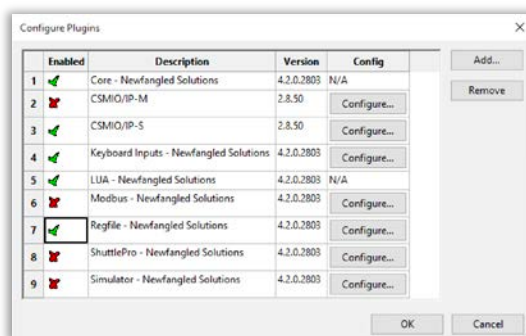 Configure Plugins
Enabled Description Version Config
Add...
1 Core - Newfangled Solutions 4.2.0.2803 N/A
Remove
2 CSMIO/IP-M 2.8.50 Configure...
3 CSMIO/IP-S 2.8.50 Configure...
4 Keyboard Inputs - Newfangled Solutions 4.2.0.2803 Configure...
5 LUA - Newfangled Solutions 4.2.0.2803 N/A
6 Modbus - Newfangled Solutions 4.2.0.2803 Configure...
7 Regfile - Newfangled Solutions 4.2.0.2803 Configure...
8 ShuttlePro - Newfangled Solutions 4.2.0.2803 Configure...
9 Simulator - Newfangled Solutions 4.2.0.2803 Configure...
OK Cancel